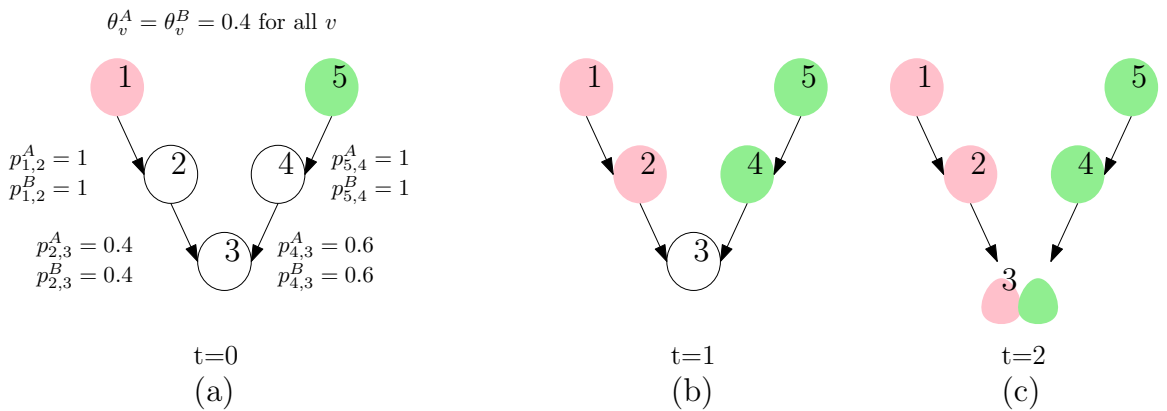 θ_v^A = θ_v^B = 0.4 for all v
1 5 1 5 1 5
p_{1,2}^A = 1 2 4 p_{5,4}^A = 1 2 4 2 4
p_{1,2}^B = 1 p_{5,4}^B = 1
p_{2,3}^A = 0.4 3 p_{4,3}^A = 0.6 3 3
p_{2,3}^B = 0.4 p_{4,3}^B = 0.6
t=0 t=1 t=2
(a) (b) (c)